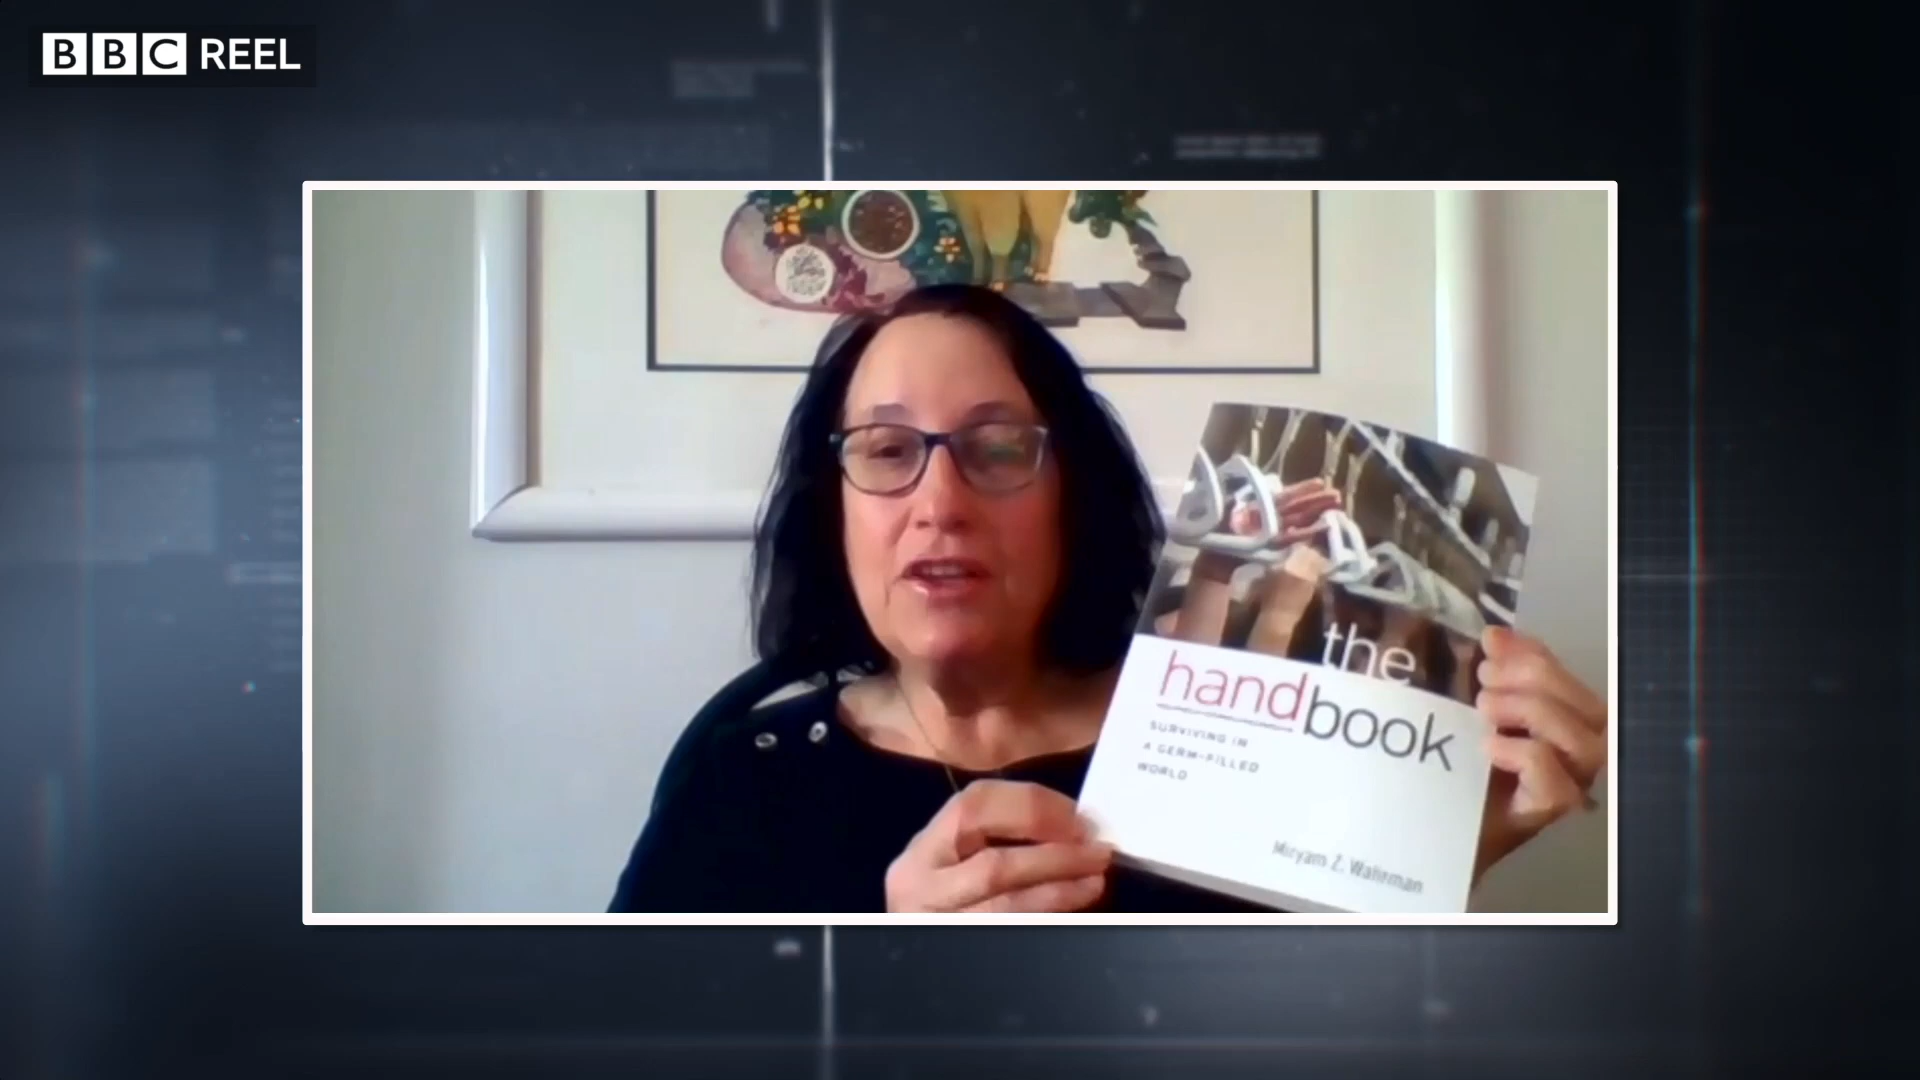 BBC REEL
the
handbook
SURVIVING IN
A GERM-FILLED
WORLD
Miryam Z. Wahrman